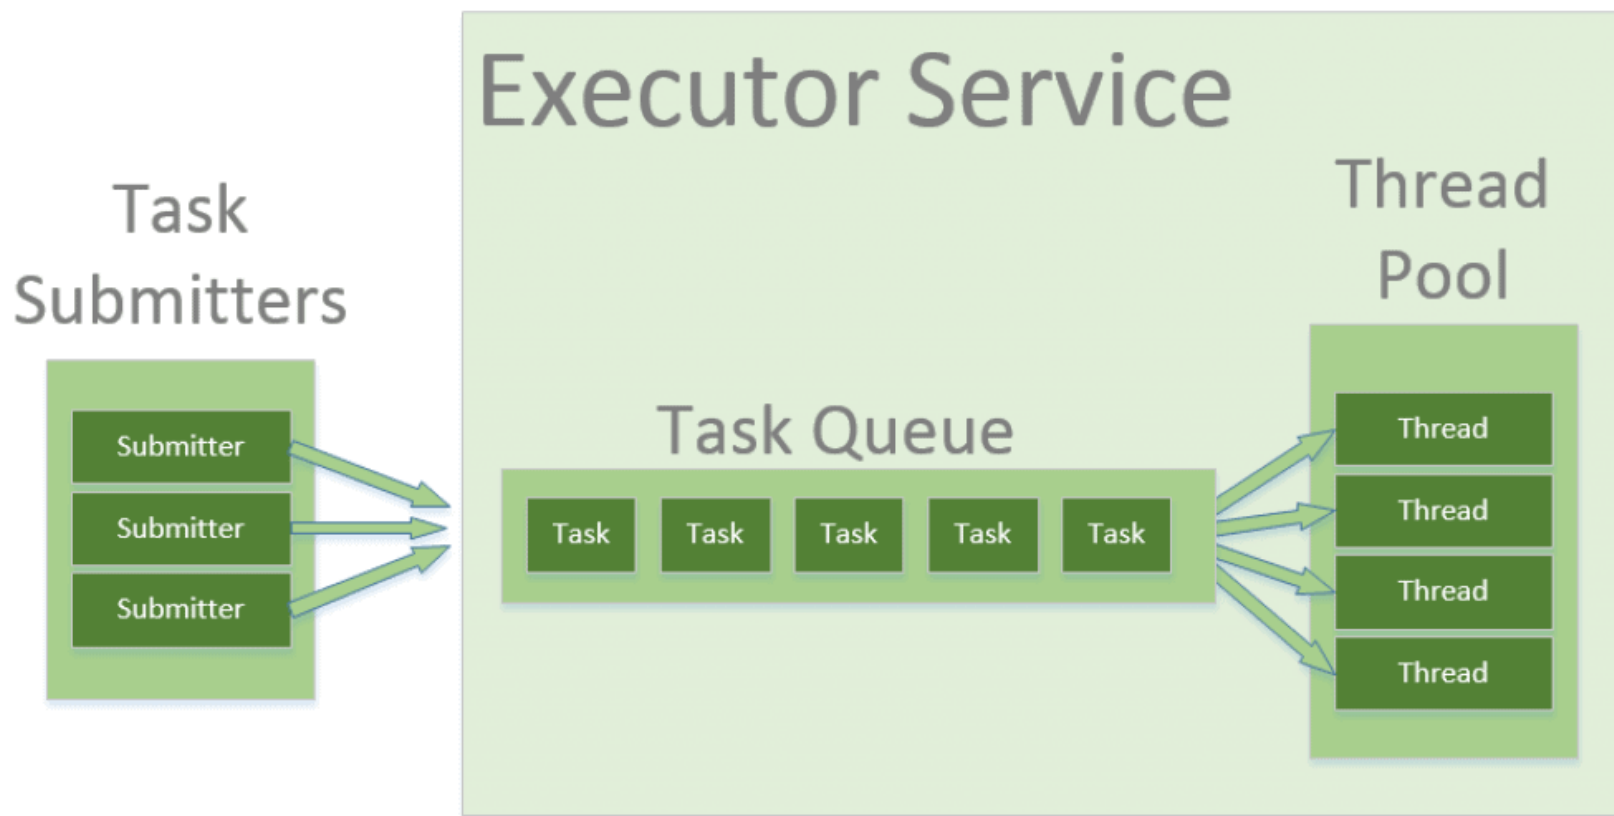 Executor Service
Task
Submitters
Submitter
Submitter
Submitter
Task Queue
Task Task Task Task Task
Thread
Pool
Thread
Thread
Thread
Thread